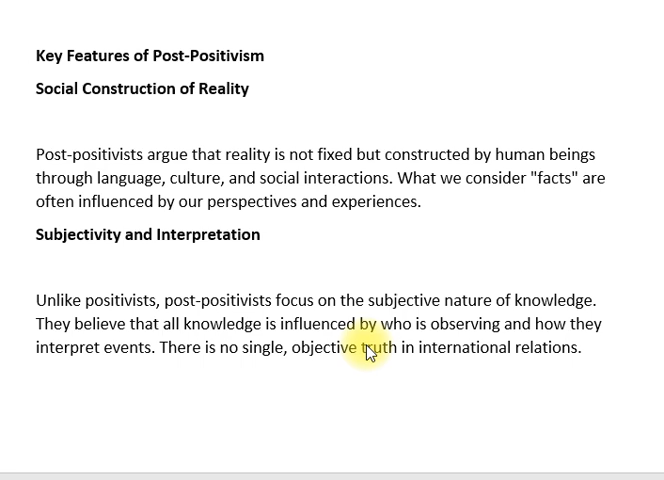 Key Features of Post-Positivism
Social Construction of Reality
Post-positivists argue that reality is not fixed but constructed by human beings
through language, culture, and social interactions. What we consider "facts" are
often influenced by our perspectives and experiences.
Subjectivity and Interpretation
Unlike positivists, post-positivists focus on the subjective nature of knowledge.
They believe that all knowledge is influenced by who is observing and how they
interpret events. There is no single, objective truth in international relations.